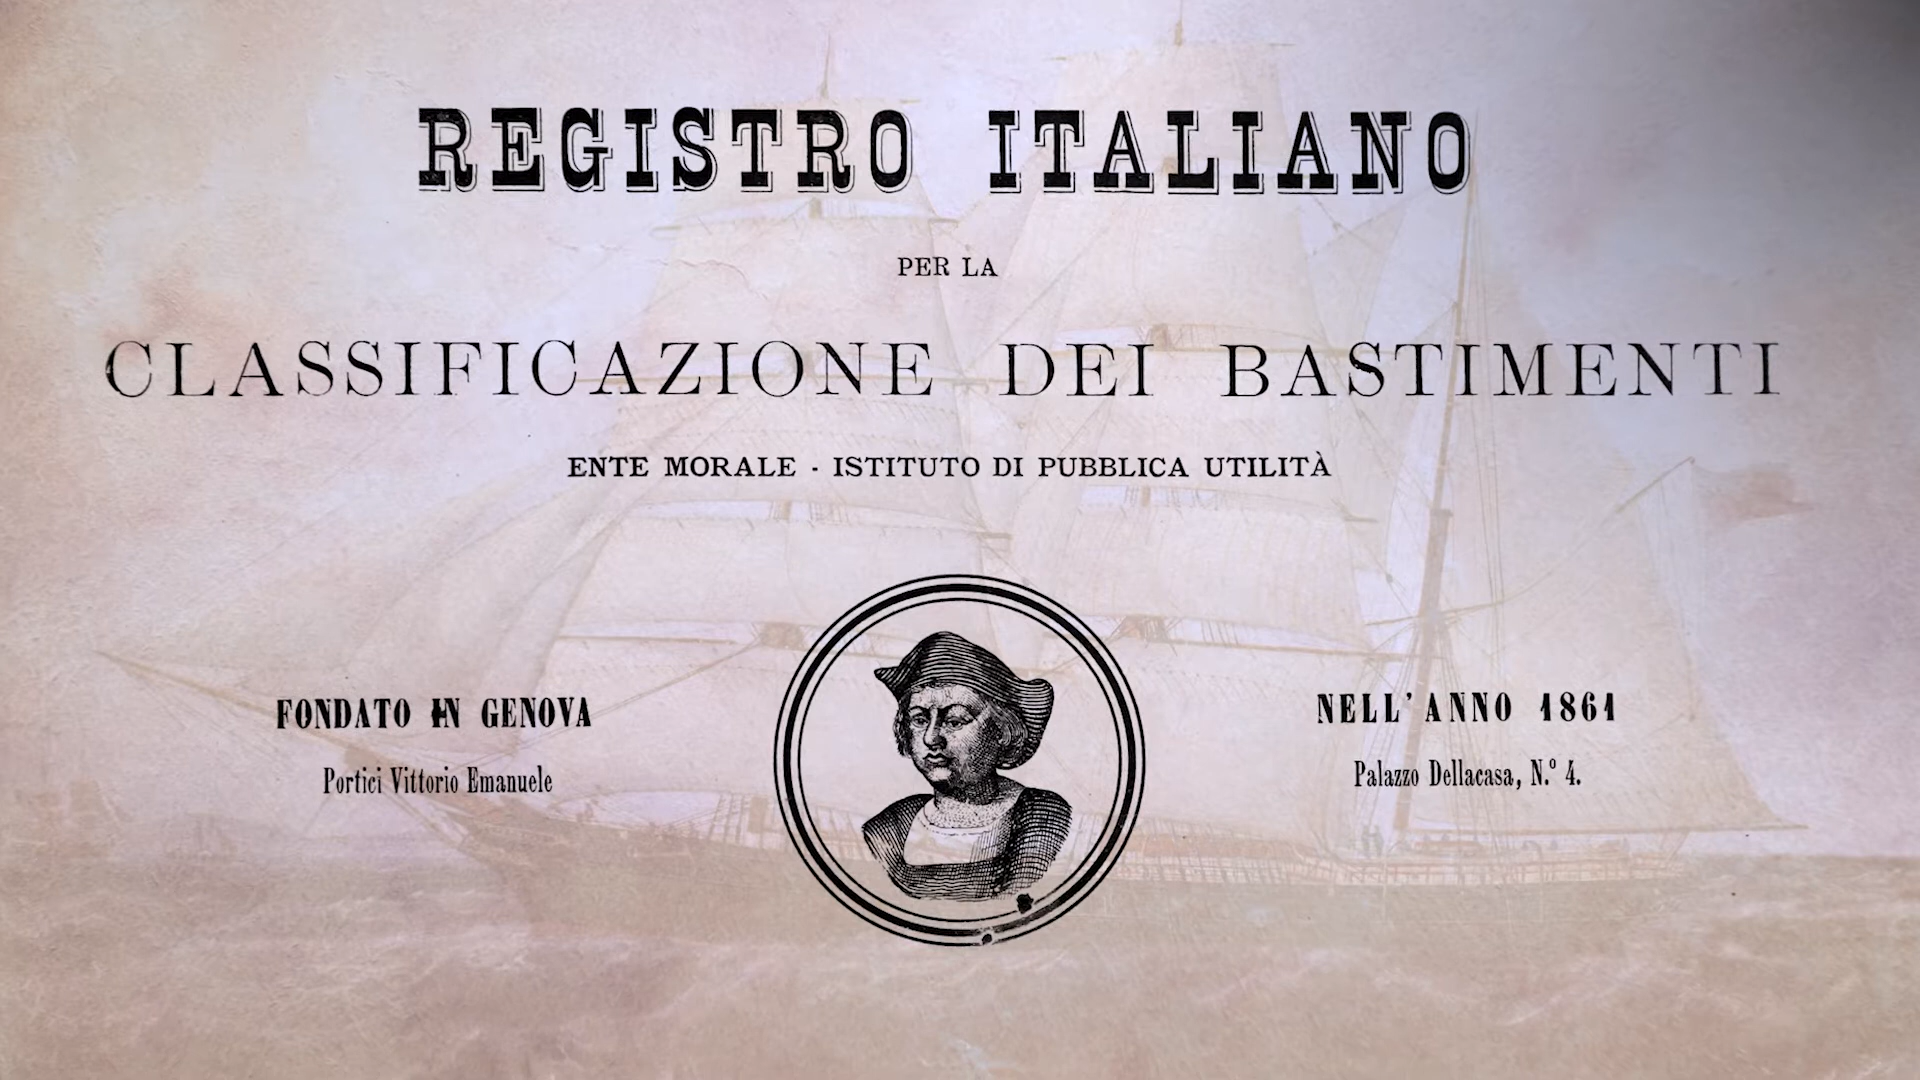 REGISTRO ITALIANO
PER LA
CLASSIFICAZIONE DEI BASTIMENTI
ENTE MORALE · ISTITUTO DI PUBBLICA UTILITÀ
FONDATO IN GENOVA
Portici Vittorio Emanuele
NELL'ANNO 1861
Palazzo Dellacasa, N.º 4.